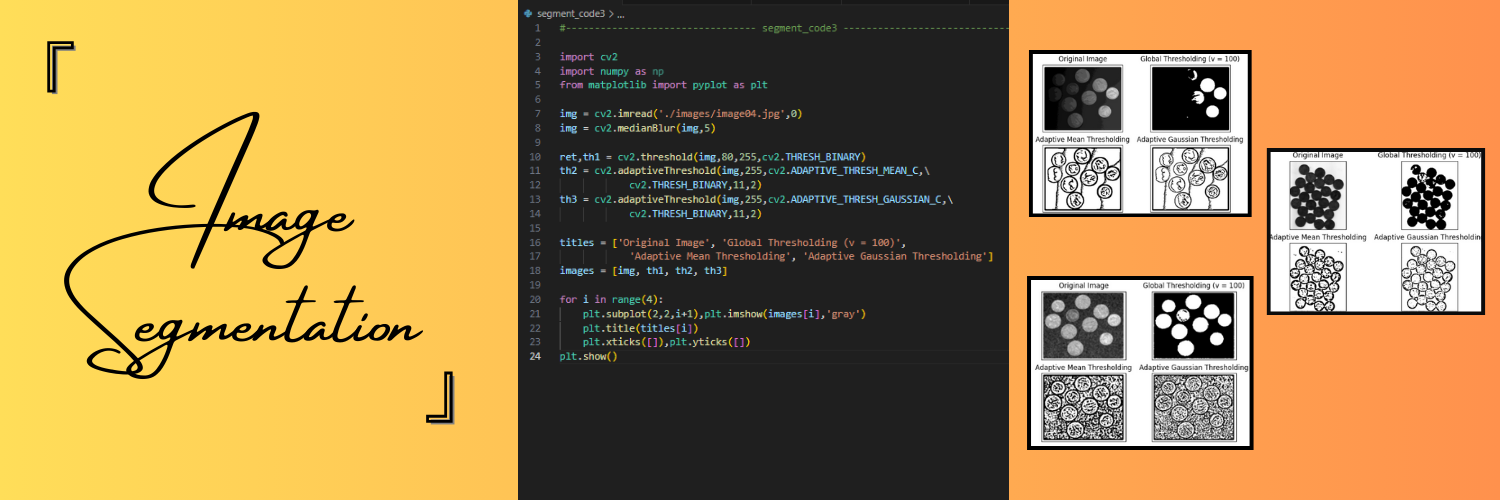 Image
Segmentation
segment_code3 > ...
1 #------------------------------- segment_code3 ---------------------------
2
3 import cv2
4 import numpy as np
5 from matplotlib import pyplot as plt
6
7 img = cv2.imread('./images/image04.jpg',0)
8 img = cv2.medianBlur(img,5)
9
10 ret,th1 = cv2.threshold(img,80,255,cv2.THRESH_BINARY)
11 th2 = cv2.adaptiveThreshold(img,255,cv2.ADAPTIVE_THRESH_MEAN_C,\
12 cv2.THRESH_BINARY,11,2)
13 th3 = cv2.adaptiveThreshold(img,255,cv2.ADAPTIVE_THRESH_GAUSSIAN_C,\
14 cv2.THRESH_BINARY,11,2)
15
16 titles = ['Original Image', 'Global Thresholding (v = 100)',
17 'Adaptive Mean Thresholding', 'Adaptive Gaussian Thresholding']
18 images = [img, th1, th2, th3]
19
20 for i in range(4):
21 plt.subplot(2,2,i+1),plt.imshow(images[i],'gray')
22 plt.title(titles[i])
23 plt.xticks([]),plt.yticks([])
24 plt.show()
Original Image Global Thresholding (v = 100)
Adaptive Mean Thresholding Adaptive Gaussian Thresholding
Original Image Global Thresholding (v = 100)
Adaptive Mean Thresholding Adaptive Gaussian Thresholding
Original Image Global Thresholding (v = 100)
Adaptive Mean Thresholding Adaptive Gaussian Thresholding